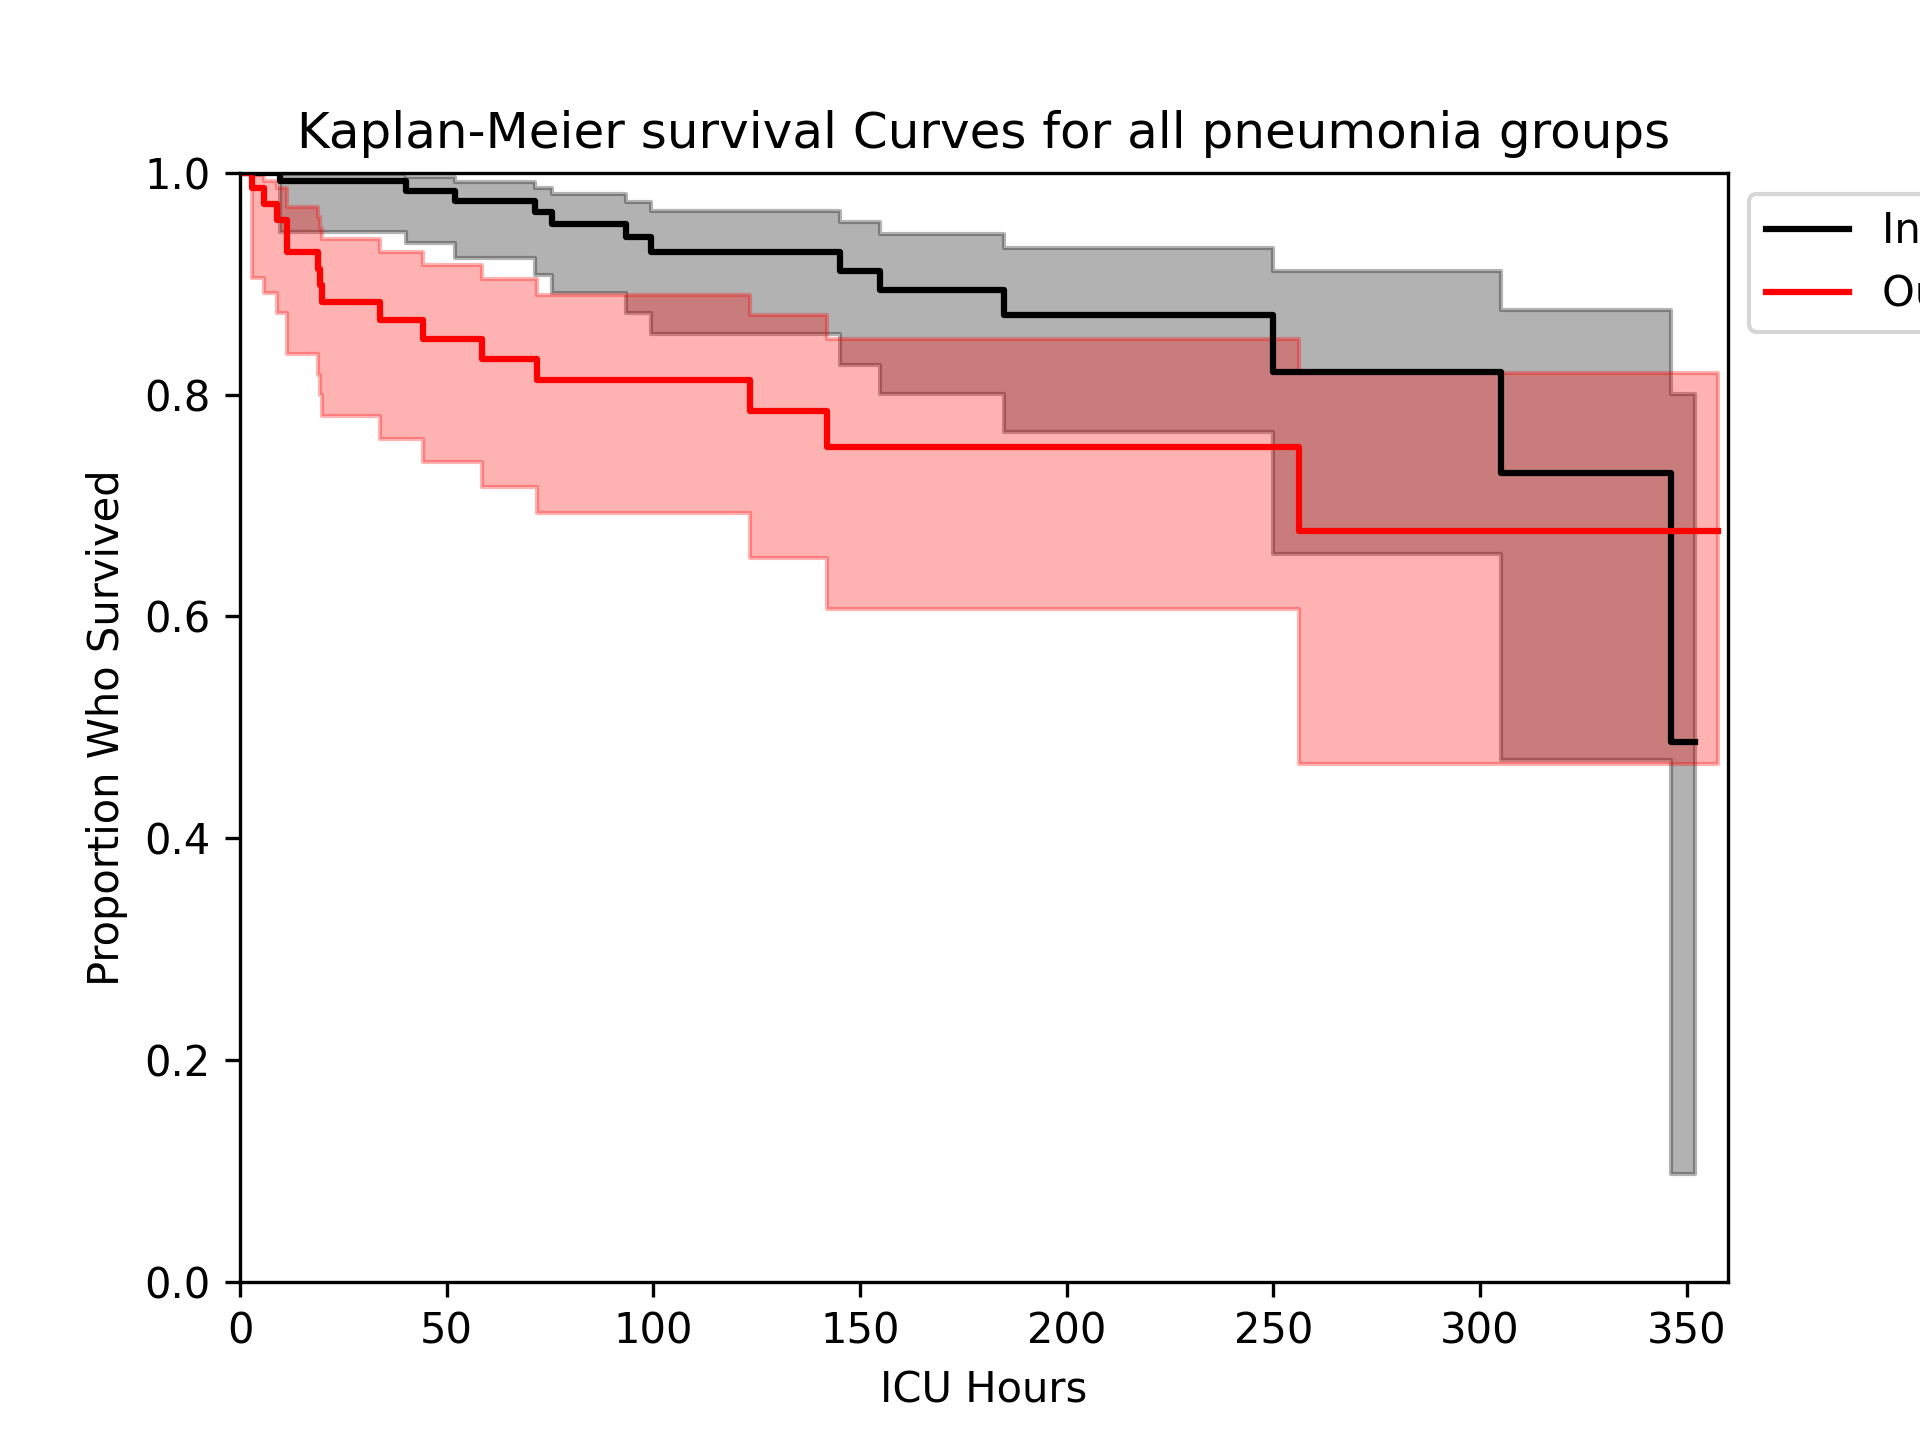 Kaplan-Meier survival Curves for all pneumonia groups
1.0
0.8
0.6
0.4
0.2
0.0
Proportion Who Survived
0 50 100 150 200 250 300 350
ICU Hours